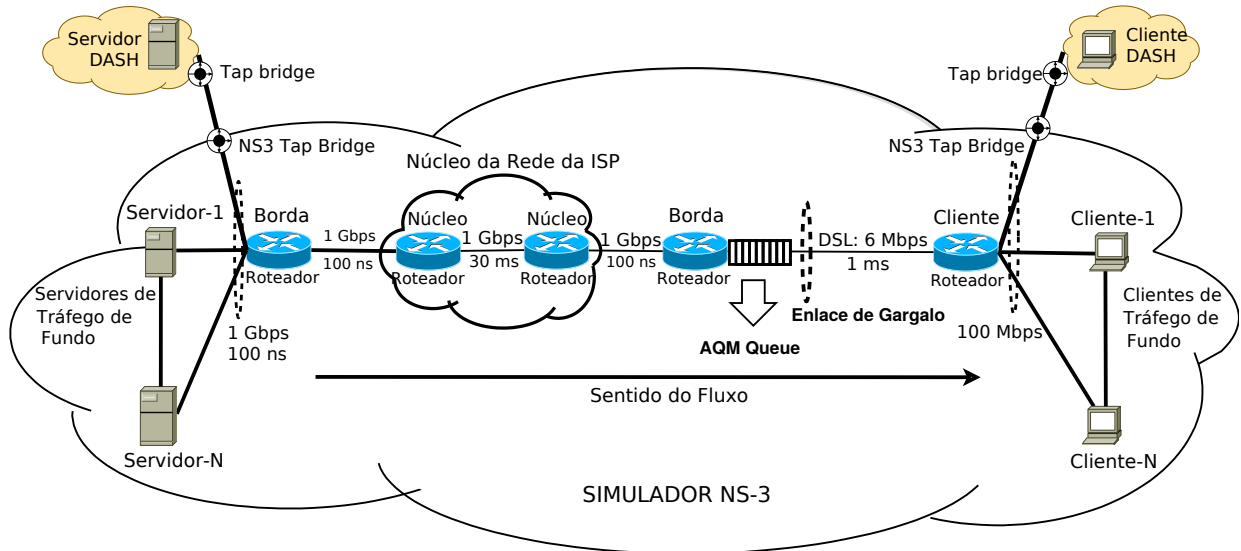 Servidor
DASH
Tap bridge
NS3 Tap Bridge
Cliente
DASH
Tap bridge
NS3 Tap Bridge
Núcleo da Rede da ISP
Servidor-1
Borda
Roteador
1 Gbps
100 ns
Núcleo
Roteador
1 Gbps
30 ms
Núcleo
Roteador
1 Gbps
100 ns
Borda
Roteador
DSL: 6 Mbps
1 ms
Cliente
Roteador
Cliente-1
Servidores de
Tráfego de
Fundo
1 Gbps
100 ns
Enlace de Gargalo
AQM Queue
100 Mbps
Clientes de
Tráfego de
Fundo
Sentido do Fluxo
Servidor-N
Cliente-N
SIMULADOR NS-3